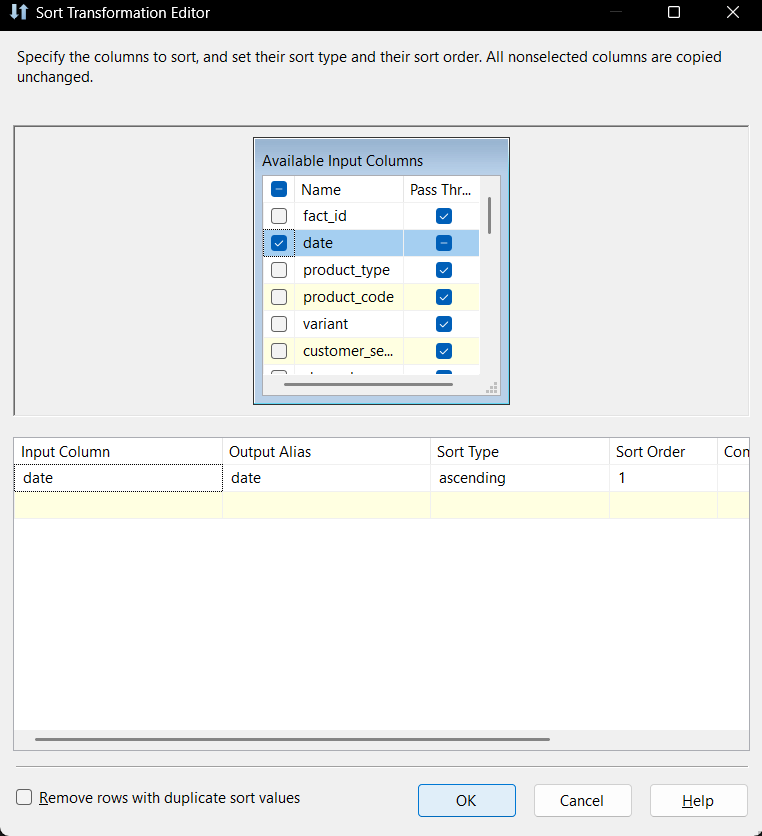 Sort Transformation Editor
Specify the columns to sort, and set their sort type and their sort order. All nonselected columns are copied
unchanged.
Available Input Columns
Name Pass Thr...
fact_id
date
product_type
product_code
variant
customer_se...
Input Column Output Alias Sort Type Sort Order Con
date date ascending 1
Remove rows with duplicate sort values
OK Cancel Help